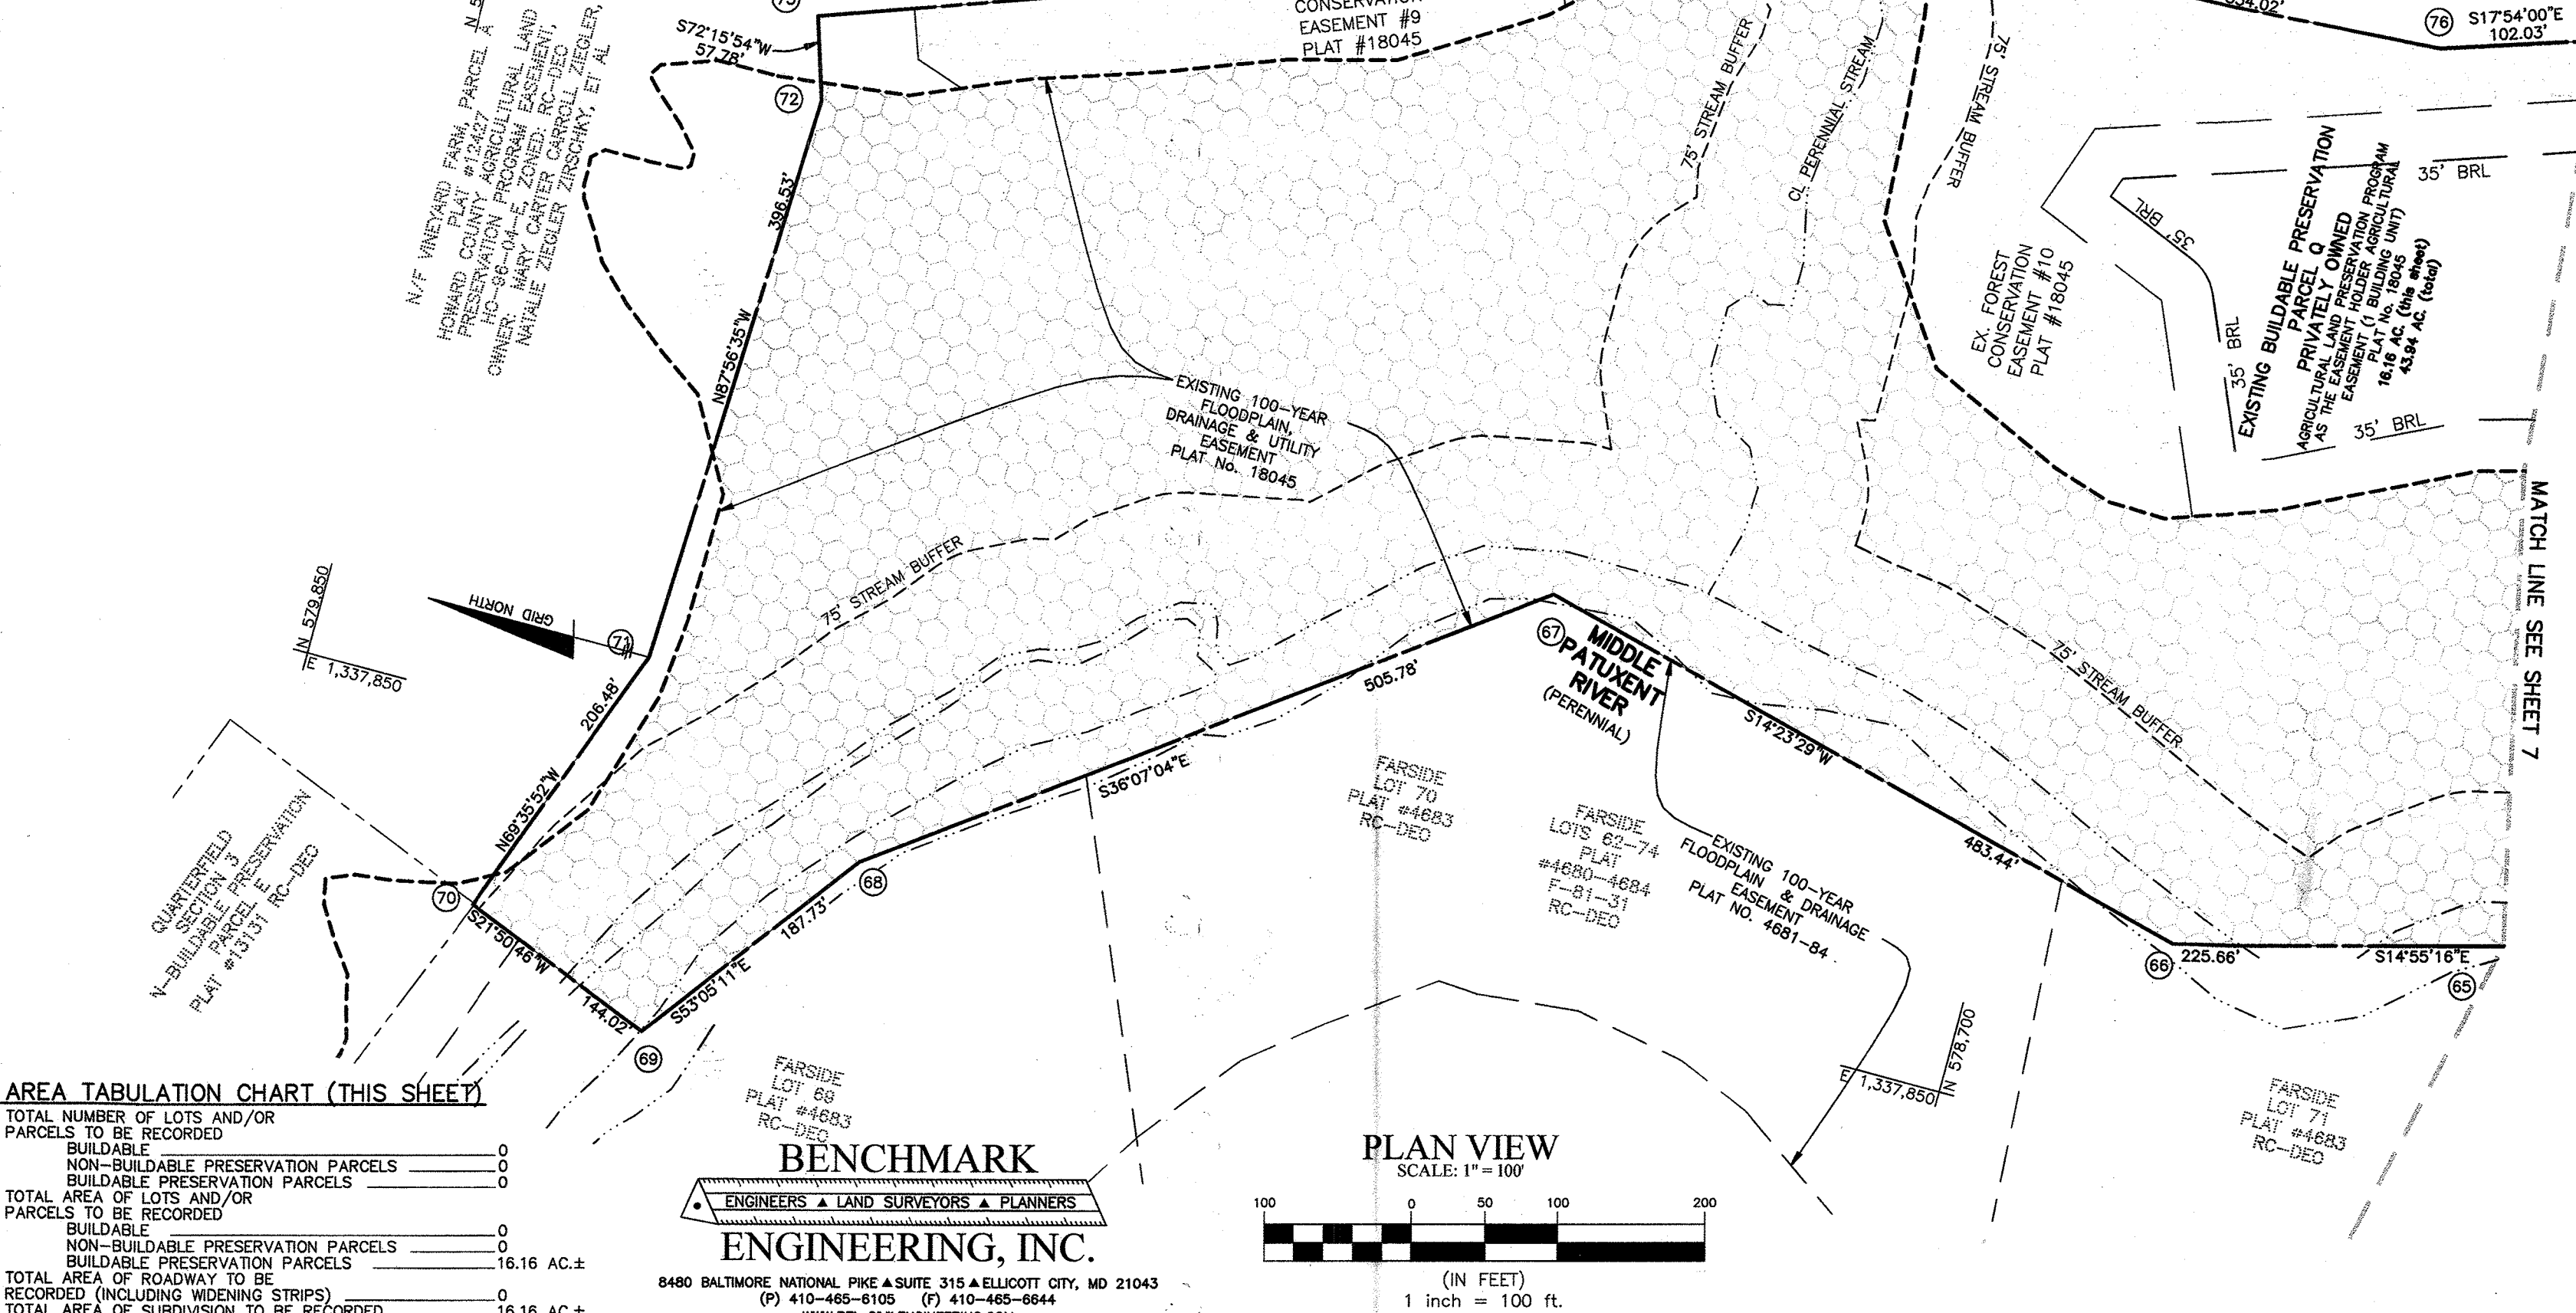 73
S72°15'54"W
57.78'
72
CONSERVATION
EASEMENT #9
PLAT #18045
75' STREAM BUFFER
CL PERENNIAL STREAM
75' STREAM BUFFER
334.02'
76
S17°54'00"E
102.03'
N/F VINEYARD FARM, PARCEL A
PLAT #12427
HOWARD COUNTY AGRICULTURAL LAND
PRESERVATION PROGRAM EASEMENT,
HO-96-04-E, ZONED: RC-DEO
OWNER: MARY CARTER CARROLL ZIEGLER,
NATALIE ZIEGLER ZIRSCHKY, ET AL
396.53'
N87°56'35"W
EXISTING 100-YEAR
FLOODPLAIN,
DRAINAGE & UTILITY
EASEMENT
PLAT No. 18045
EX. FOREST
CONSERVATION
EASEMENT #10
PLAT #18045
35' BRL
35' BRL
35' BRL
35' BRL
EXISTING BUILDABLE PRESERVATION
PARCEL Q
PRIVATELY OWNED
AGRICULTURAL LAND PRESERVATION PROGRAM
AS THE EASEMENT HOLDER AGRICULTURAL
EASEMENT (1 BUILDING UNIT)
PLAT No. 18045
16.16 AC. (this sheet)
43.94 AC. (total)
MATCH LINE SEE SHEET 7
N 579,850
E 1,337,850
GRID NORTH
71
206.48'
N69°35'52"W
75' STREAM BUFFER
QUARTERFIELD
SECTION 3
N-BUILDABLE PRESERVATION
PARCEL E
PLAT #13131 RC-DEO
70
S21°50'46"W
144.02'
69
S53°05'11"E
187.73'
68
S36°07'04"E
505.78'
67
MIDDLE
PATUXENT
RIVER
(PERENNIAL)
S14°23'29"W
483.44'
75' STREAM BUFFER
66
225.66'
S14°55'16"E
65
FARSIDE
LOT 70
PLAT #4683
RC-DEO
FARSIDE
LOTS 62-74
PLAT
#4680-4684
F-81-31
RC-DEO
EXISTING 100-YEAR
FLOODPLAIN & DRAINAGE
EASEMENT
PLAT NO. 4681-84
E 1,337,850
N 578,700
FARSIDE
LOT 69
PLAT #4683
RC-DEO
FARSIDE
LOT 71
PLAT #4683
RC-DEO
AREA TABULATION CHART (THIS SHEET)
TOTAL NUMBER OF LOTS AND/OR
PARCELS TO BE RECORDED
BUILDABLE 0
NON-BUILDABLE PRESERVATION PARCELS 0
BUILDABLE PRESERVATION PARCELS 0
TOTAL AREA OF LOTS AND/OR
PARCELS TO BE RECORDED
BUILDABLE 0
NON-BUILDABLE PRESERVATION PARCELS 0
BUILDABLE PRESERVATION PARCELS 16.16 AC.±
TOTAL AREA OF ROADWAY TO BE
RECORDED (INCLUDING WIDENING STRIPS) 0
TOTAL AREA OF SUBDIVISION TO BE RECORDED 16.16 AC.±
BENCHMARK
ENGINEERS ▲ LAND SURVEYORS ▲ PLANNERS
ENGINEERING, INC.
8480 BALTIMORE NATIONAL PIKE ▲ SUITE 315 ▲ ELLICOTT CITY, MD 21043
(P) 410-465-6105 (F) 410-465-6644
PLAN VIEW
SCALE: 1" = 100'
100 0 50 100 200
(IN FEET)
1 inch = 100 ft.